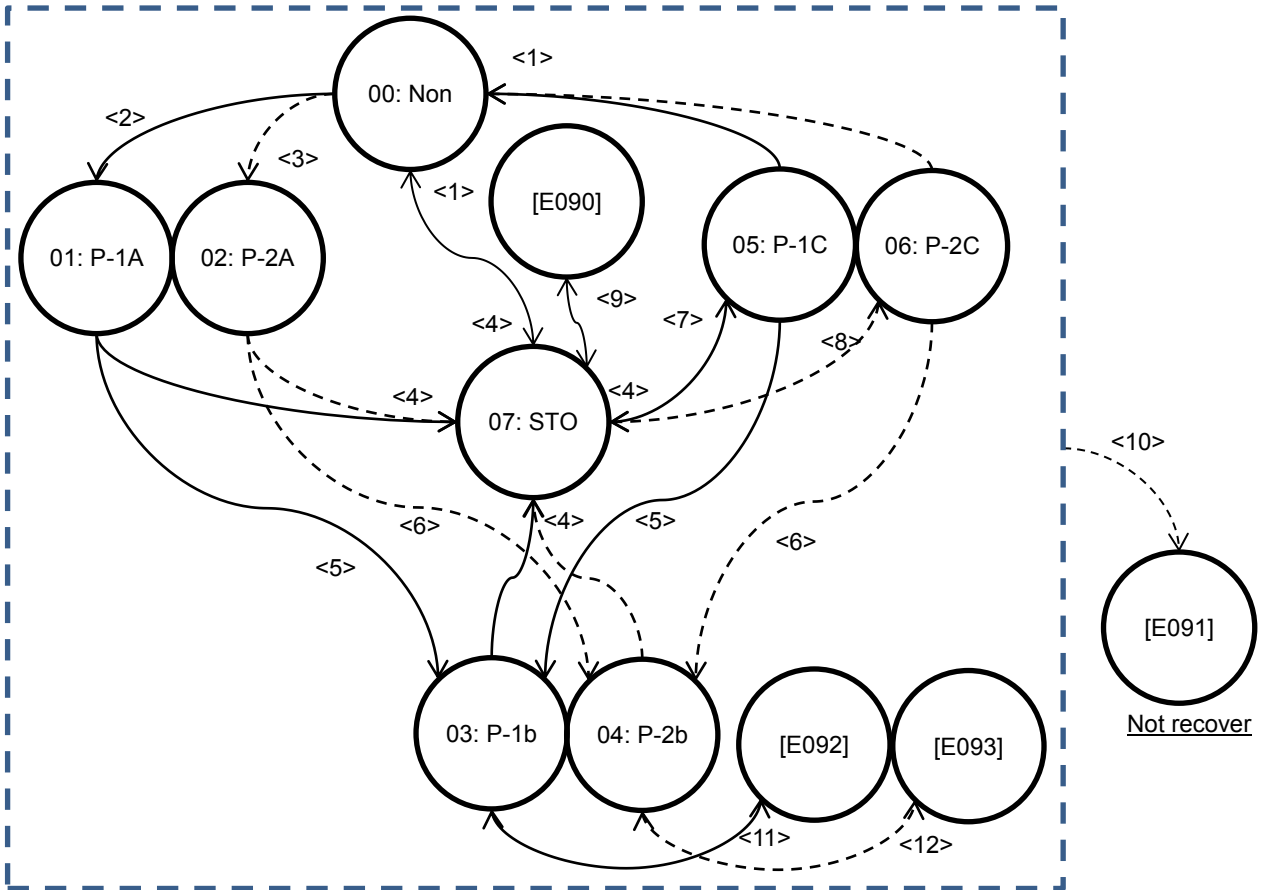 <1>
00: Non
<2>
<3>
<1>
[E090]
01: P-1A
02: P-2A
05: P-1C
06: P-2C
<9>
<7>
<4>
<8>
<4>
<4>
07: STO
<10>
<6>
<4>
<5>
<6>
<5>
[E091]
Not recover
03: P-1b
04: P-2b
[E092]
[E093]
<11>
<12>